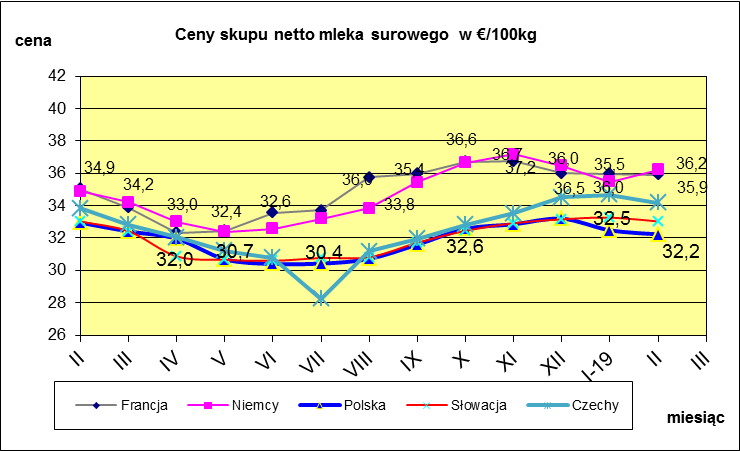 Ceny skupu netto mleka surowego w €/100kg
cena
42
40
38
36
34
32
30
28
26
34,9
34,2
33,0
32,4
32,6
33,8
35,4
36,6
37,2
36,5
35,5
36,2
36,7
36,0
36,0
35,9
32,0
30,7
30,4
32,6
32,5
32,2
II
III
IV
V
VI
VII
VIII
IX
X
XI
XII
I-19
II
III
Francja
Niemcy
Polska
Słowacja
Czechy
miesiąc